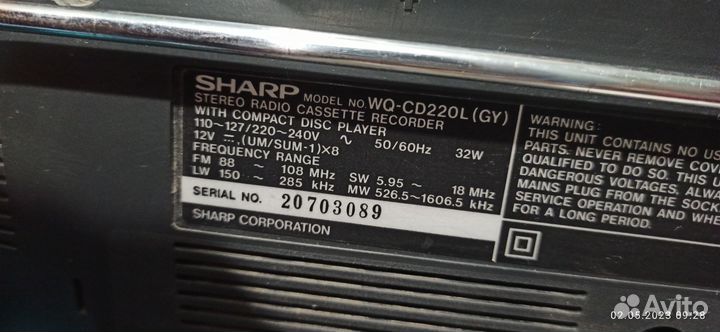 SHARP MODEL NO. WQ-CD220L (GY)
STEREO RADIO CASSETTE RECORDER
WITH COMPACT DISC PLAYER
110~127/220~240V ∿ 50/60Hz 32W
12V ⎓ (UM/SUM-1)×8
FREQUENCY RANGE
FM 88 ~ 108 MHz SW 5.95 ~ 18 MHz
LW 150 ~ 285 kHz MW 526.5~1606.5 kHz
SERIAL NO. 20703089
SHARP CORPORATION
WARNING:
THIS UNIT CONTAINS NO US
PARTS. NEVER REMOVE COVE
QUALIFIED TO DO SO. THIS
DANGEROUS VOLTAGES. ALWA
MAINS PLUG FROM THE SOCK
SERVICE OPERATION AND WHE
FOR A LONG PERIOD.
02.05.2023 09:28
Avito